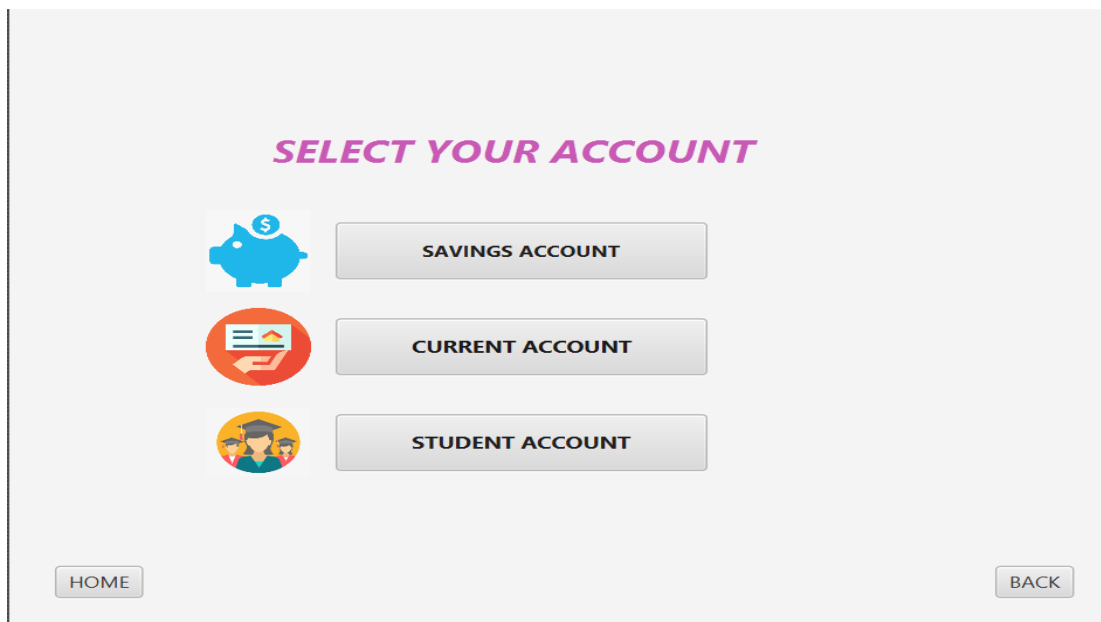 SELECT YOUR ACCOUNT
$
SAVINGS ACCOUNT
CURRENT ACCOUNT
STUDENT ACCOUNT
HOME
BACK